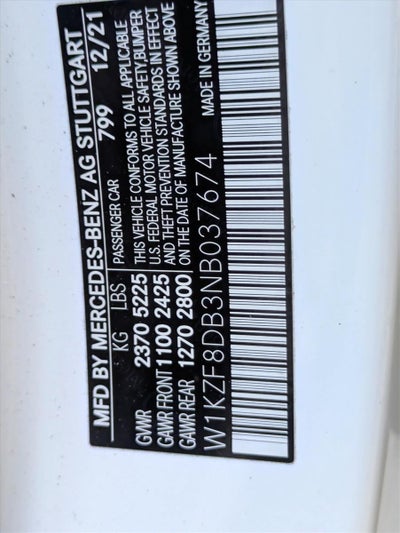 MFD BY MERCEDES-BENZ AG STUTTGART
KG LBS PASSENGER CAR 799 12/21
GVWR 2370 5225 THIS VEHICLE CONFORMS TO ALL APPLICABLE
GAWR FRONT 1100 2425 U.S. FEDERAL MOTOR VEHICLE SAFETY,BUMPER
AND THEFT PREVENTION STANDARDS IN EFFECT
GAWR REAR 1270 2800 ON THE DATE OF MANUFACTURE SHOWN ABOVE
W1KZF8DB3NB037674 MADE IN GERMANY